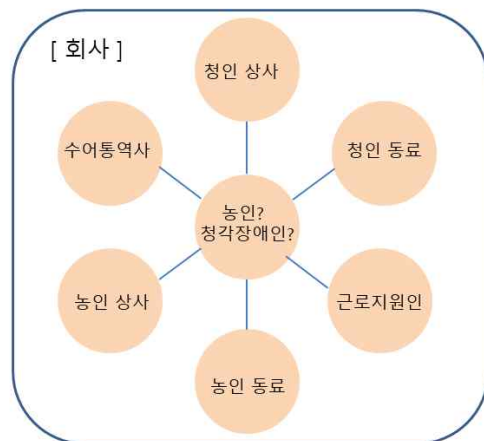 [ 회사 ]
청인 상사
수어통역사
청인 동료
농인?
청각장애인?
농인 상사
근로지원인
농인 동료